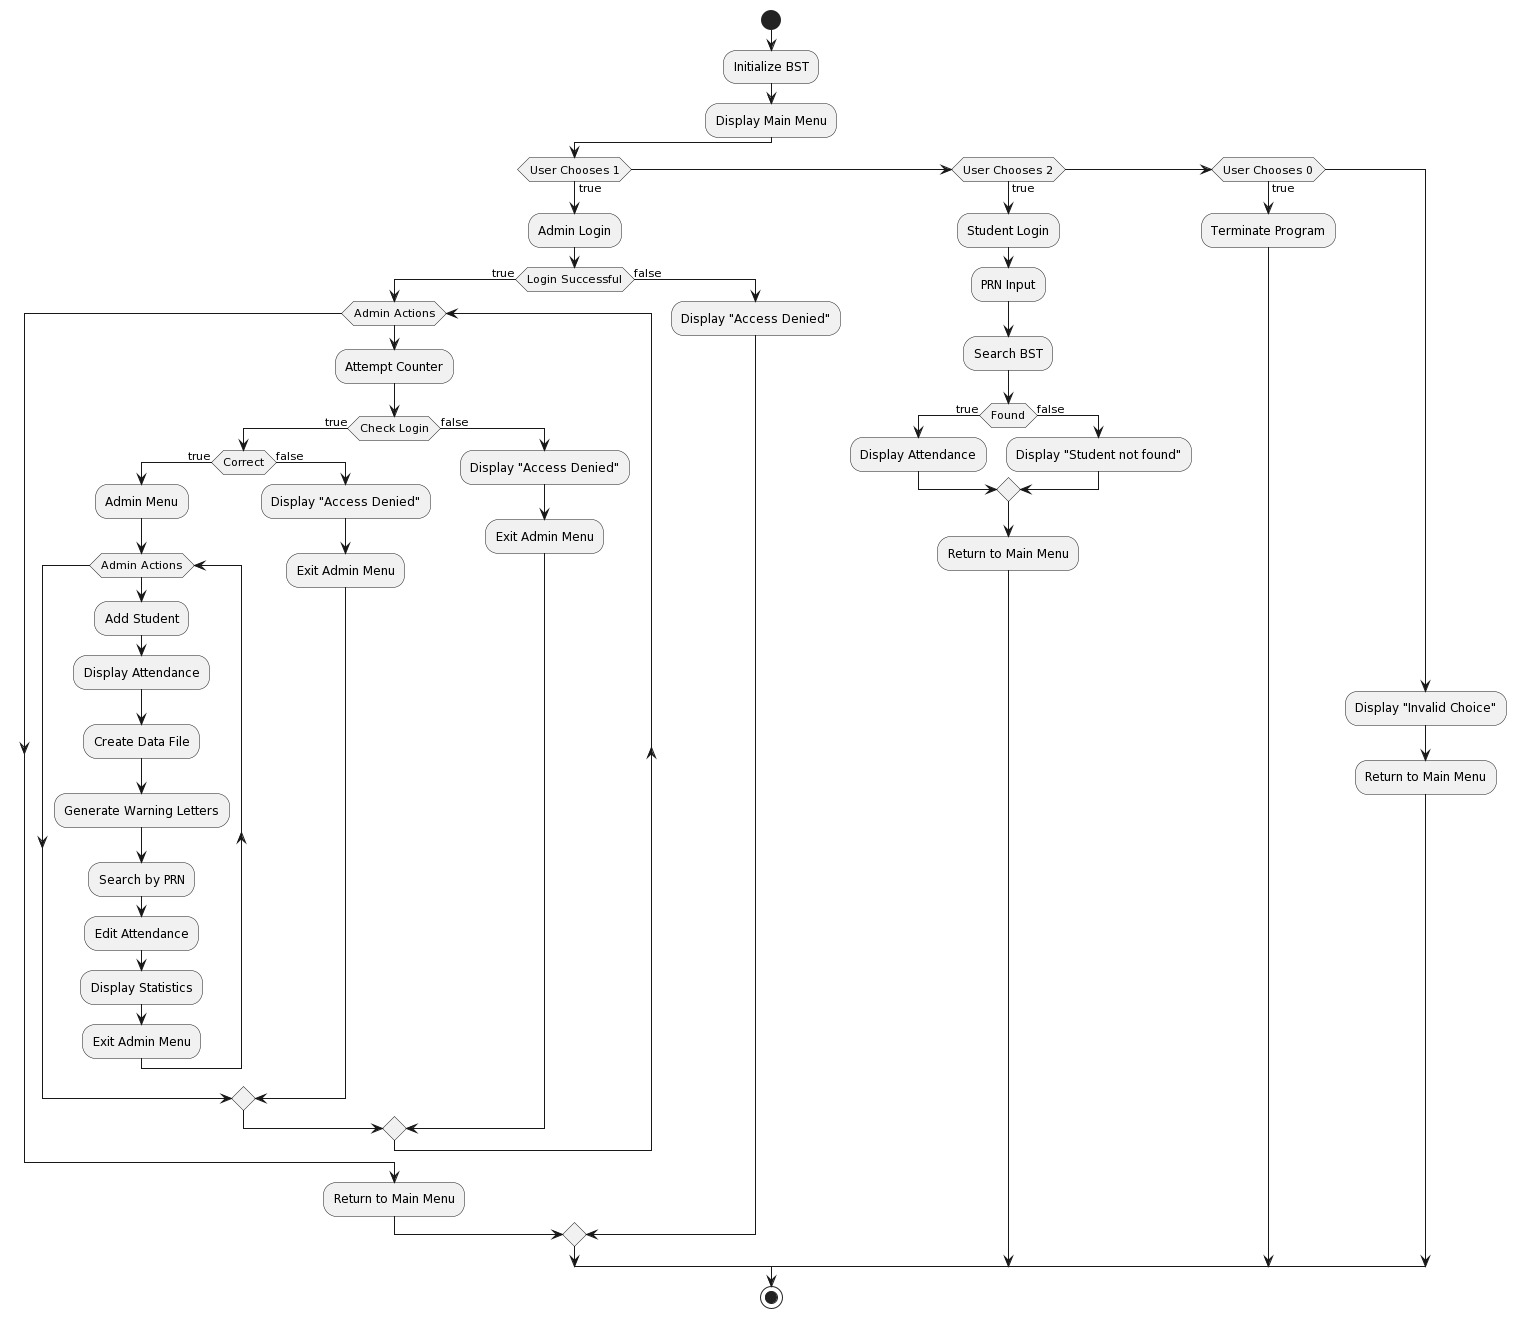 Initialize BST
Display Main Menu
User Chooses 1
true
Admin Login
Login Successful
true
false
Admin Actions
Attempt Counter
Check Login
true
false
Correct
true
false
Admin Menu
Admin Actions
Add Student
Display Attendance
Create Data File
Generate Warning Letters
Search by PRN
Edit Attendance
Display Statistics
Exit Admin Menu
Display "Access Denied"
Exit Admin Menu
Display "Access Denied"
Exit Admin Menu
Return to Main Menu
Display "Access Denied"
User Chooses 2
true
Student Login
PRN Input
Search BST
Found
true
false
Display Attendance
Display "Student not found"
Return to Main Menu
User Chooses 0
true
Terminate Program
Display "Invalid Choice"
Return to Main Menu